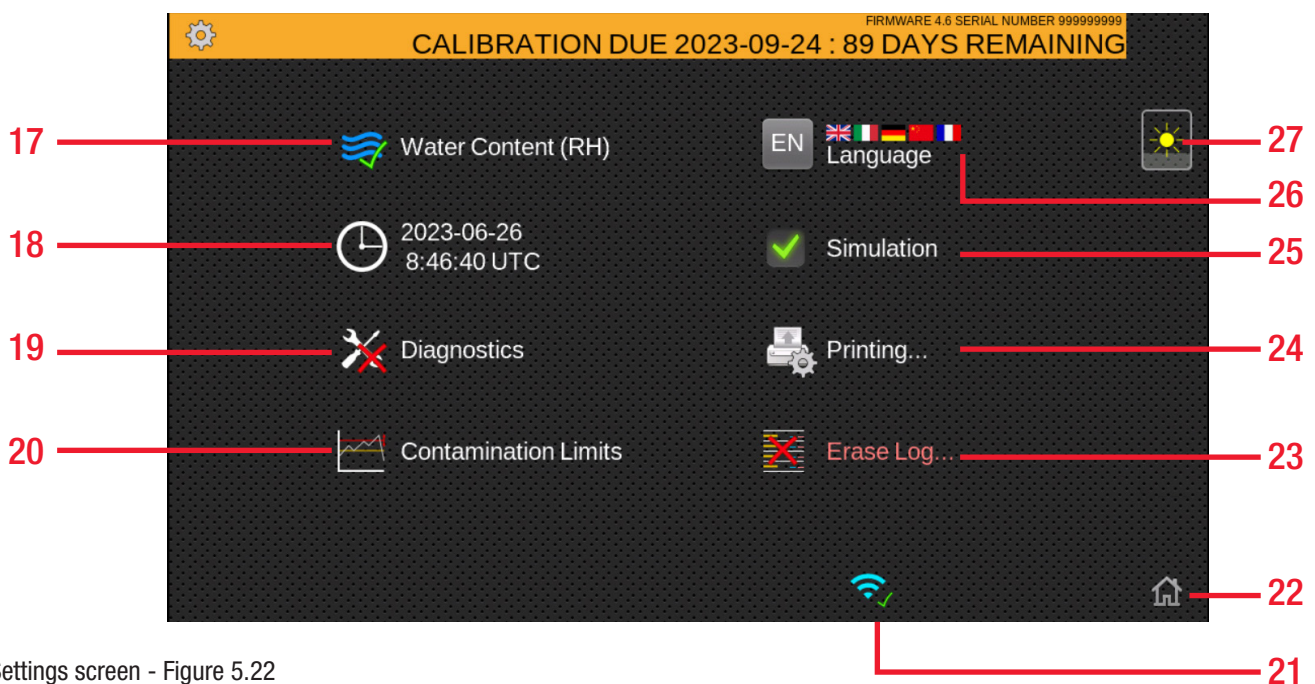 FIRMWARE 4.6 SERIAL NUMBER 999999999
CALIBRATION DUE 2023-09-24 : 89 DAYS REMAINING
17
Water Content (RH)
EN
Language
27
26
18
2023-06-26
8:46:40 UTC
Simulation
25
19
Diagnostics
Printing...
24
20
Contamination Limits
Erase Log...
23
22
21
ettings screen - Figure 5.22